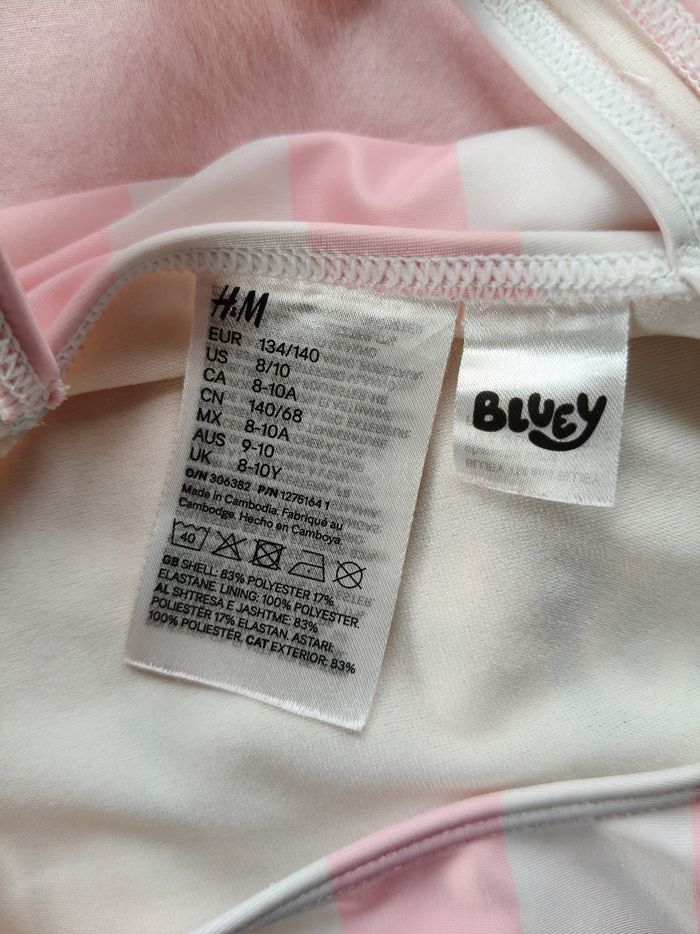 H&M
EUR 134/140
US 8/10
CA 8-10A
CN 140/68
MX 8-10A
AUS 9-10
UK 8-10Y
O/N 306382 P/N 1275164 1
Made in Cambodia. Fabriqué au
Cambodge. Hecho en Camboya.
40
GB SHELL: 83% POLYESTER 17%
ELASTANE. LINING: 100% POLYESTER.
AL SHTRESA E JASHTME: 83%
POLIESTËR 17% ELASTAN. ASTARI:
100% POLIESTËR. CAT EXTERIOR: 83%
BLUEY